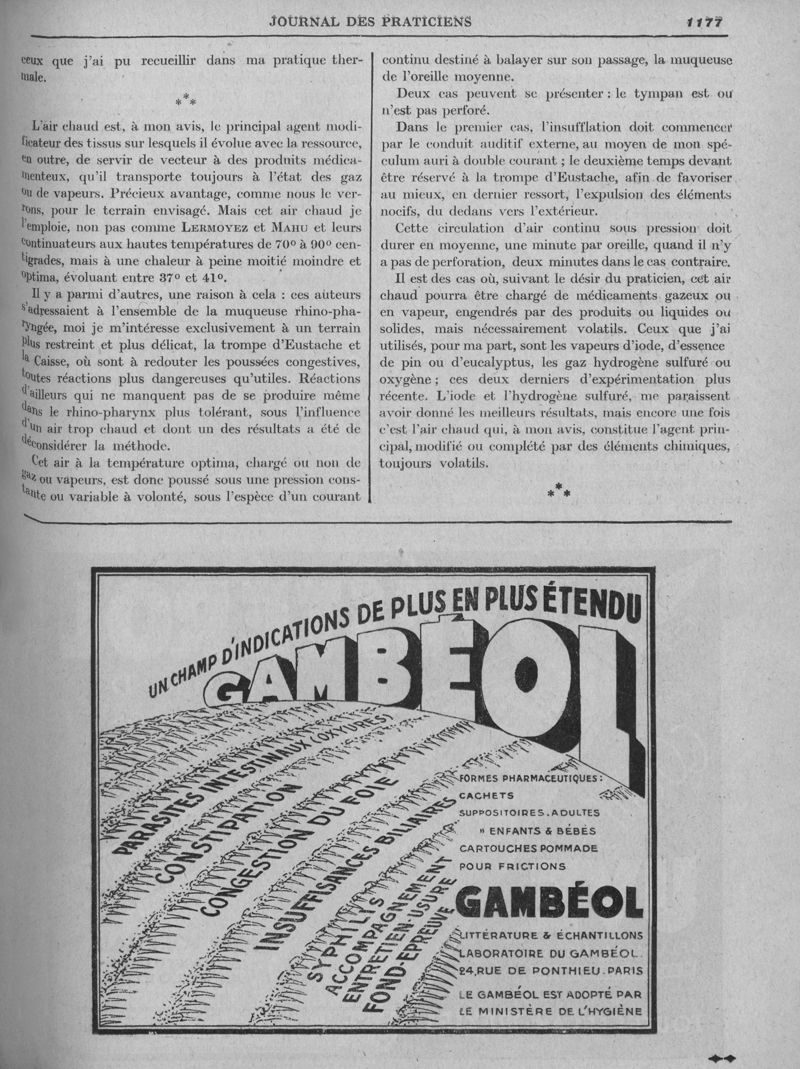 JOURNAL DES PRATICIENS
1177
ceux que j'ai pu recueillir dans ma pratique ther-
male.
* * *
L'air chaud est, à mon avis, le principal agent modi-
ficateur des tissus sur lesquels il évolue avec la ressource,
en outre, de servir de vecteur à des produits médica-
menteux, qu'il transporte toujours à l'état des gaz
ou de vapeurs. Précieux avantage, comme nous le ver-
rons, pour le terrain envisagé. Mais cet air chaud je
l'emploie, non pas comme LERMOYEZ et MAHU et leurs
continuateurs aux hautes températures de 70° à 90° cen-
tigrades, mais à une chaleur à peine moitié moindre et
optima, évoluant entre 37° et 41°.
Il y a parmi d'autres, une raison à cela : ces auteurs
s'adressaient à l'ensemble de la muqueuse rhino-pha-
ryngée, moi je m'intéresse exclusivement à un terrain
plus restreint et plus délicat, la trompe d'Eustache et
la Caisse, où sont à redouter les poussées congestives,
toutes réactions plus dangereuses qu'utiles. Réactions
d'ailleurs qui ne manquent pas de se produire même
dans le rhino-pharynx plus tolérant, sous l'influence
d'un air trop chaud et dont un des résultats a été de
déconsidérer la méthode.
Cet air à la température optima, chargé ou non de
gaz ou vapeurs, est donc poussé sous une pression cons-
tante ou variable à volonté, sous l'espèce d'un courant
continu destiné à balayer sur son passage, la muqueuse
de l'oreille moyenne.
Deux cas peuvent se présenter : le tympan est ou
n'est pas perforé.
Dans le premier cas, l'insufflation doit commencer
par le conduit auditif externe, au moyen de mon spé-
culum auri à double courant ; le deuxième temps devant
être réservé à la trompe d'Eustache, afin de favoriser
au mieux, en dernier ressort, l'expulsion des éléments
nocifs, du dedans vers l'extérieur.
Cette circulation d'air continu sous pression doit
durer en moyenne, une minute par oreille, quand il n'y
a pas de perforation, deux minutes dans le cas contraire.
Il est des cas où, suivant le désir du praticien, cet air
chaud pourra être chargé de médicaments gazeux ou
en vapeur, engendrés par des produits ou liquides ou
solides, mais nécessairement volatils. Ceux que j'ai
utilisés, pour ma part, sont les vapeurs d'iode, d'essence
de pin ou d'eucalyptus, les gaz hydrogène sulfuré ou
oxygène ; ces deux derniers d'expérimentation plus
récente. L'iode et l'hydrogène sulfuré, me paraissent
avoir donné les meilleurs résultats, mais encore une fois
c'est l'air chaud qui, à mon avis, constitue l'agent prin-
cipal, modifié ou complété par des éléments chimiques,
toujours volatils.
* * *
UN CHAMP D'INDICATIONS DE PLUS EN PLUS ÉTENDU
GAMBÉOL
PARASITES INTESTINAUX (OXYURES)
CONSTIPATION
CONGESTION DU FOIE
INSUFFISANCES BILIAIRES
SYPHILIS
ACCOMPAGNEMENT
ENTRETIEN-USURE
FOND-EPREUVE
FORMES PHARMACEUTIQUES :
CACHETS
SUPPOSITOIRES. ADULTES
" ENFANTS & BÉBÉS
CARTOUCHES POMMADE
POUR FRICTIONS
GAMBÉOL
LITTÉRATURE & ÉCHANTILLONS
LABORATOIRE DU GAMBÉOL.
24, RUE DE PONTHIEU. PARIS
LE GAMBÉOL EST ADOPTÉ PAR
LE MINISTÈRE DE L'HYGIÈNE